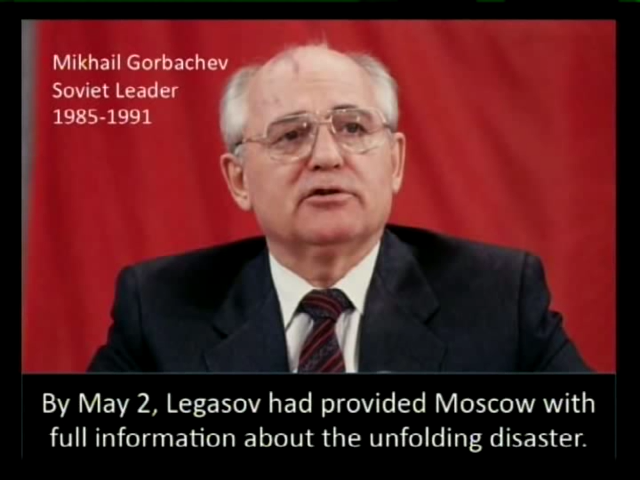 Mikhail Gorbachev
Soviet Leader
1985-1991
By May 2, Legasov had provided Moscow with
full information about the unfolding disaster.